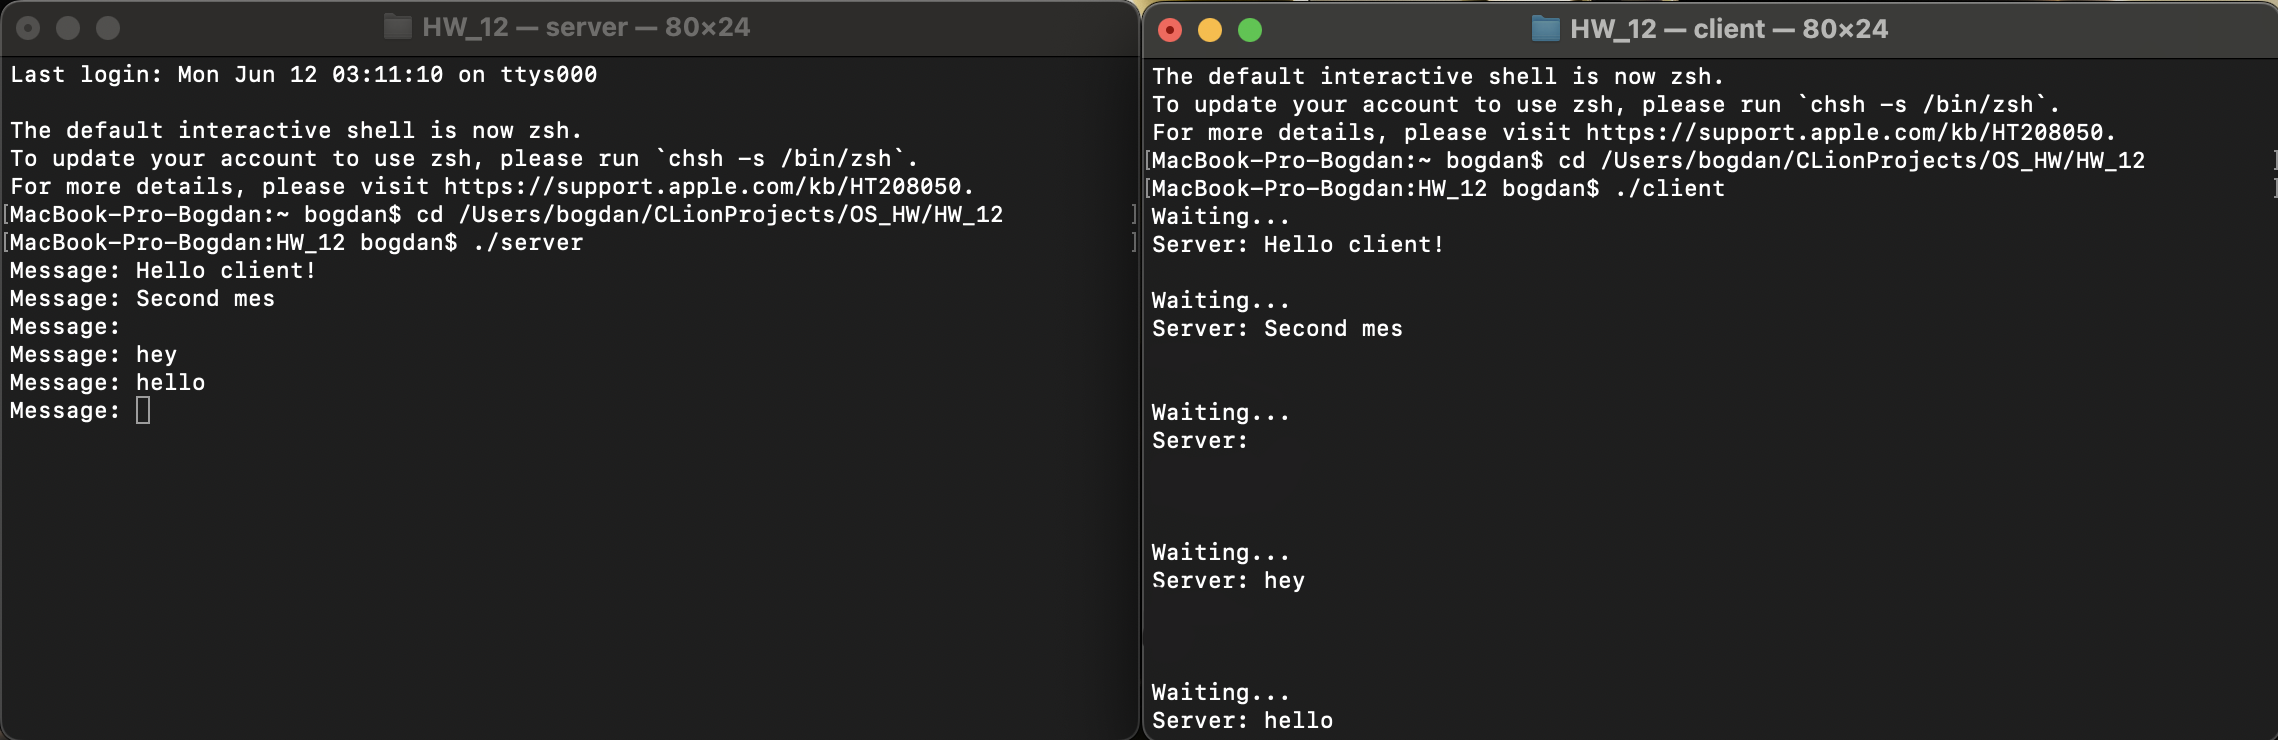 HW_12 — server — 80×24
Last login: Mon Jun 12 03:11:10 on ttys000
The default interactive shell is now zsh.
To update your account to use zsh, please run `chsh -s /bin/zsh`.
For more details, please visit https://support.apple.com/kb/HT208050.
[MacBook-Pro-Bogdan:~ bogdan$ cd /Users/bogdan/CLionProjects/OS_HW/HW_12 ]
[MacBook-Pro-Bogdan:HW_12 bogdan$ ./server ]
Message: Hello client!
Message: Second mes
Message:
Message: hey
Message: hello
Message:
HW_12 — client — 80×24
The default interactive shell is now zsh.
To update your account to use zsh, please run `chsh -s /bin/zsh`.
For more details, please visit https://support.apple.com/kb/HT208050.
[MacBook-Pro-Bogdan:~ bogdan$ cd /Users/bogdan/CLionProjects/OS_HW/HW_12 ]
[MacBook-Pro-Bogdan:HW_12 bogdan$ ./client ]
Waiting...
Server: Hello client!
Waiting...
Server: Second mes
Waiting...
Server:
Waiting...
Server: hey
Waiting...
Server: hello